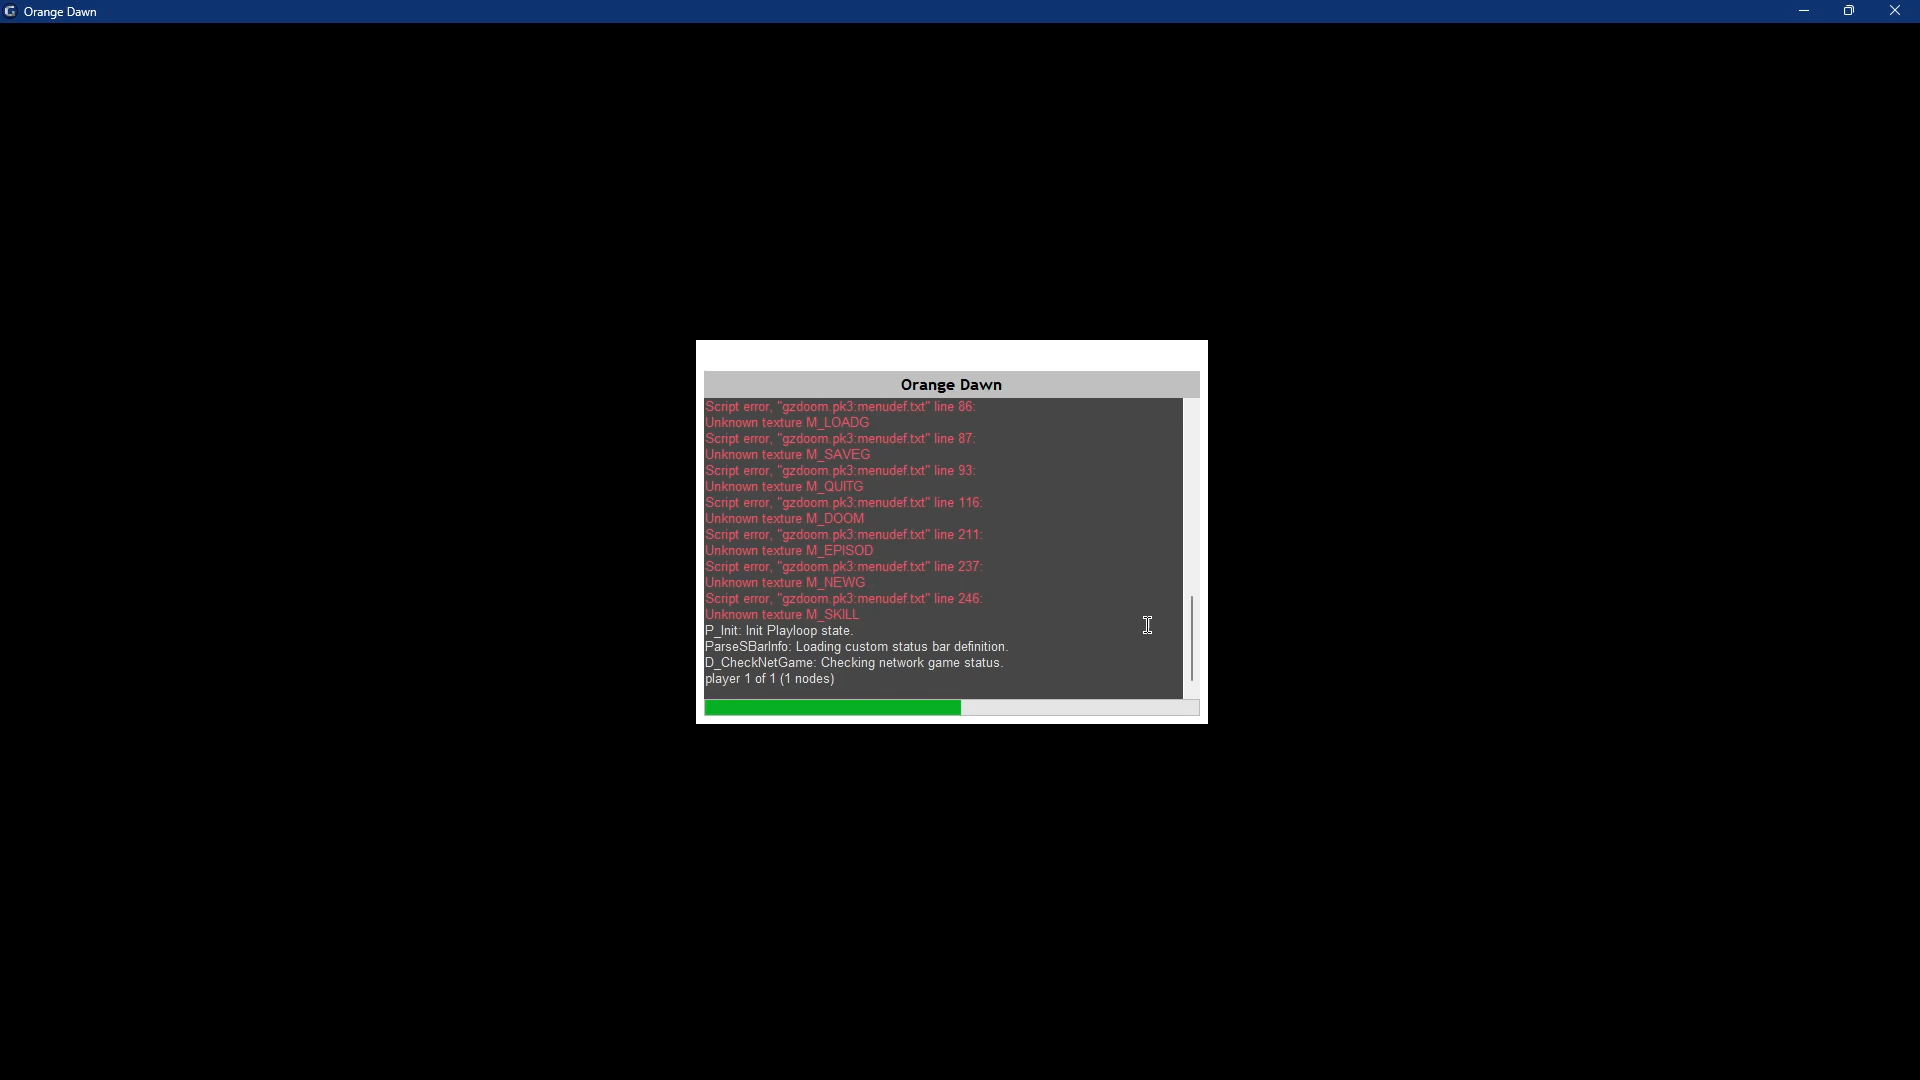 Orange Dawn
Orange Dawn
Script error, "gzdoom.pk3:menudef.txt" line 86:
Unknown texture M_LOADG
Script error, "gzdoom.pk3:menudef.txt" line 87:
Unknown texture M_SAVEG
Script error, "gzdoom.pk3:menudef.txt" line 93:
Unknown texture M_QUITG
Script error, "gzdoom.pk3:menudef.txt" line 116:
Unknown texture M_DOOM
Script error, "gzdoom.pk3:menudef.txt" line 211:
Unknown texture M_EPISOD
Script error, "gzdoom.pk3:menudef.txt" line 237:
Unknown texture M_NEWG
Script error, "gzdoom.pk3:menudef.txt" line 246:
Unknown texture M_SKILL
P_Init: Init Playloop state.
ParseSBarInfo: Loading custom status bar definition.
D_CheckNetGame: Checking network game status.
player 1 of 1 (1 nodes)